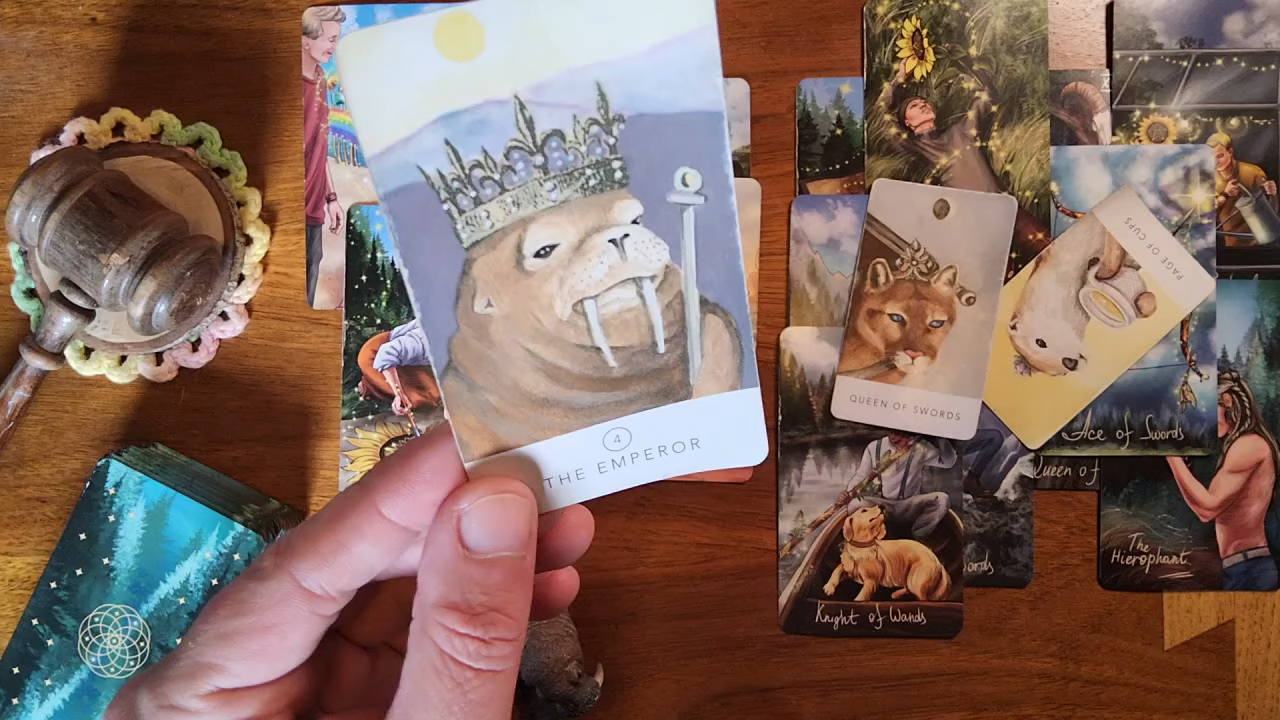 4
THE EMPEROR
QUEEN OF SWORDS
PAGE OF CUPS
Ace of Swords
Queen of
The
Hierophant
Knight of Wands